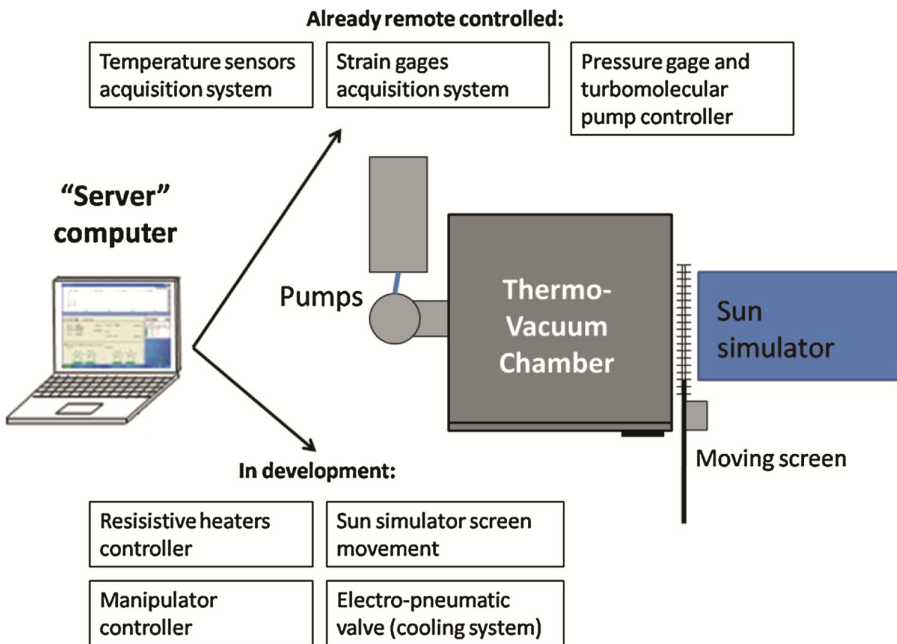 Already remote controlled:
Temperature sensors
acquisition system
Strain gages
acquisition system
Pressure gage and
turbomolecular
pump controller
“Server”
computer
Pumps
Thermo-
Vacuum
Chamber
Sun
simulator
Moving screen
In development:
Resisistive heaters
controller
Sun simulator screen
movement
Manipulator
controller
Electro-pneumatic
valve (cooling system)